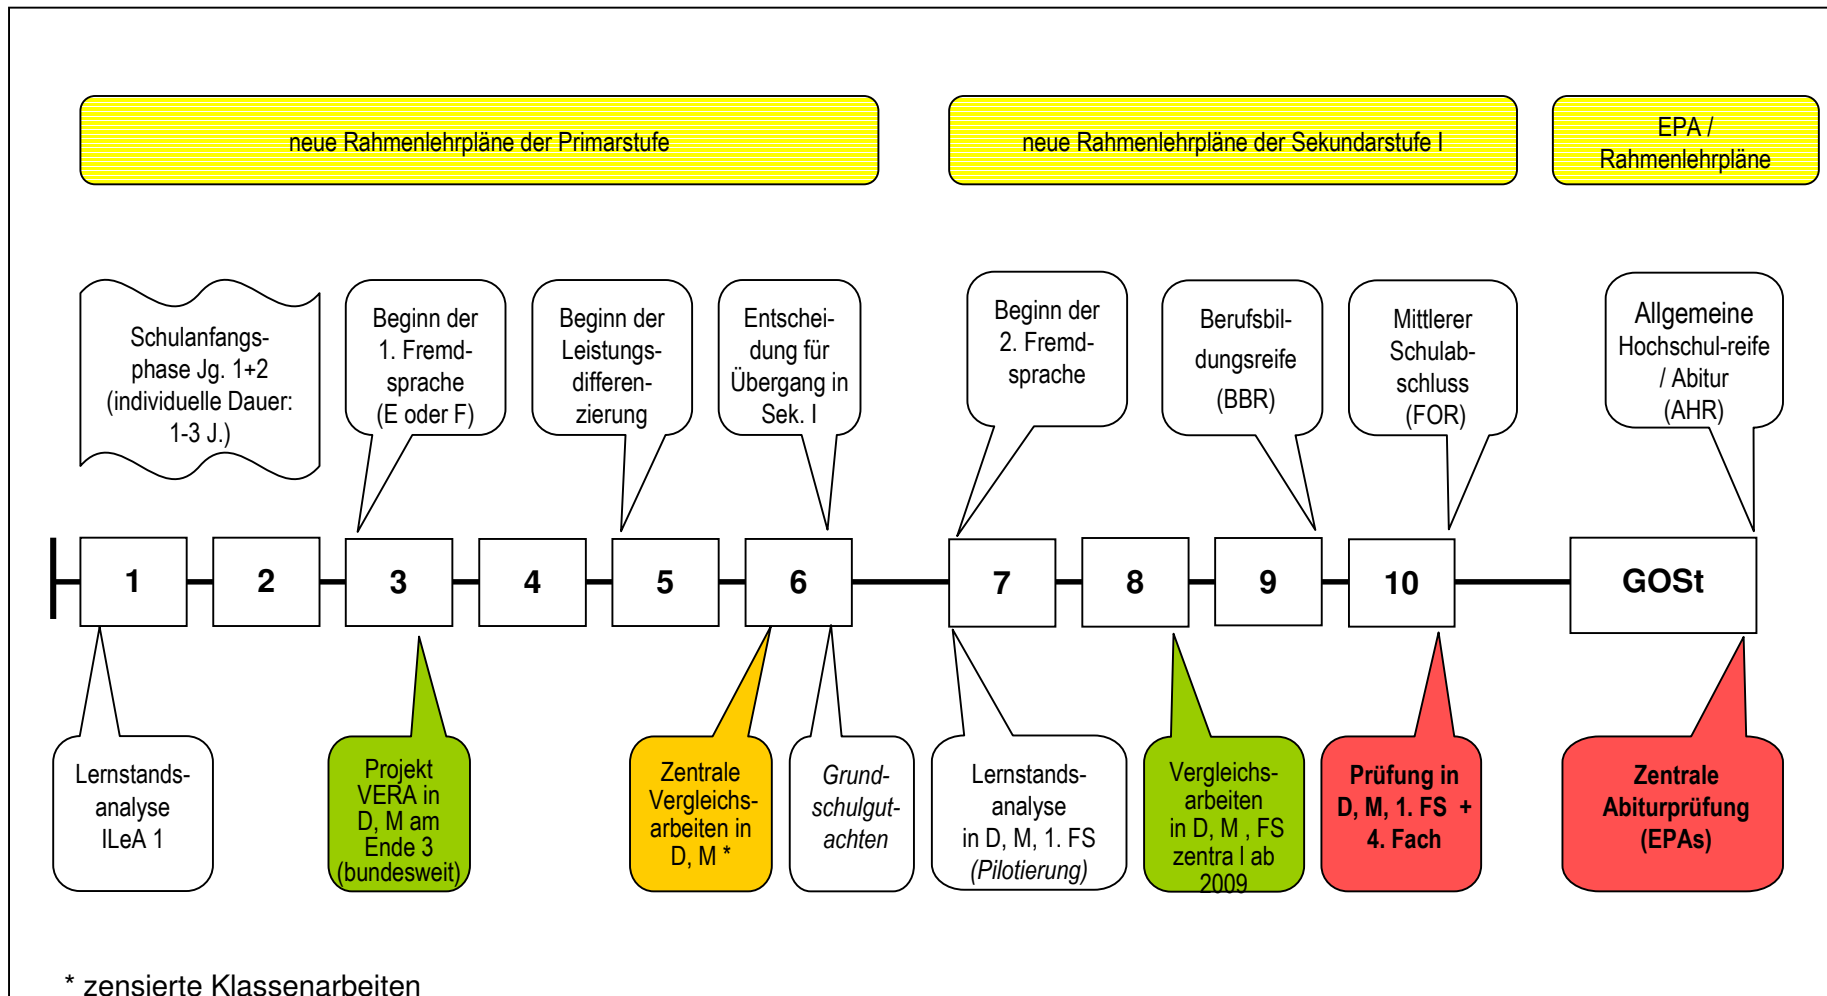 neue Rahmenlehrpläne der Primarstufe
neue Rahmenlehrpläne der Sekundarstufe I
EPA /
Rahmenlehrpläne
Schulanfangs-
phase Jg. 1+2
(individuelle Dauer:
1-3 J.)
Beginn der
1. Fremd-
sprache
(E oder F)
Beginn der
Leistungs-
differen-
zierung
Entschei-
dung für
Übergang in
Sek. I
Beginn der
2. Fremd-
sprache
Berufsbil-
dungsreife
(BBR)
Mittlerer
Schulab-
schluss
(FOR)
Allgemeine
Hochschul-reife
/ Abitur
(AHR)
1
2
3
4
5
6
7
8
9
10
GOSt
Lernstands-
analyse
ILeA 1
Projekt
VERA in
D, M am
Ende 3
(bundesweit)
Zentrale
Vergleichs-
arbeiten in
D, M *
Grund-
schulgut-
achten
Lernstands-
analyse
in D, M, 1. FS
(Pilotierung)
Vergleichs-
arbeiten
in D, M , FS
zentra l ab
2009
Prüfung in
D, M, 1. FS +
4. Fach
Zentrale
Abiturprüfung
(EPAs)
* zensierte Klassenarbeiten